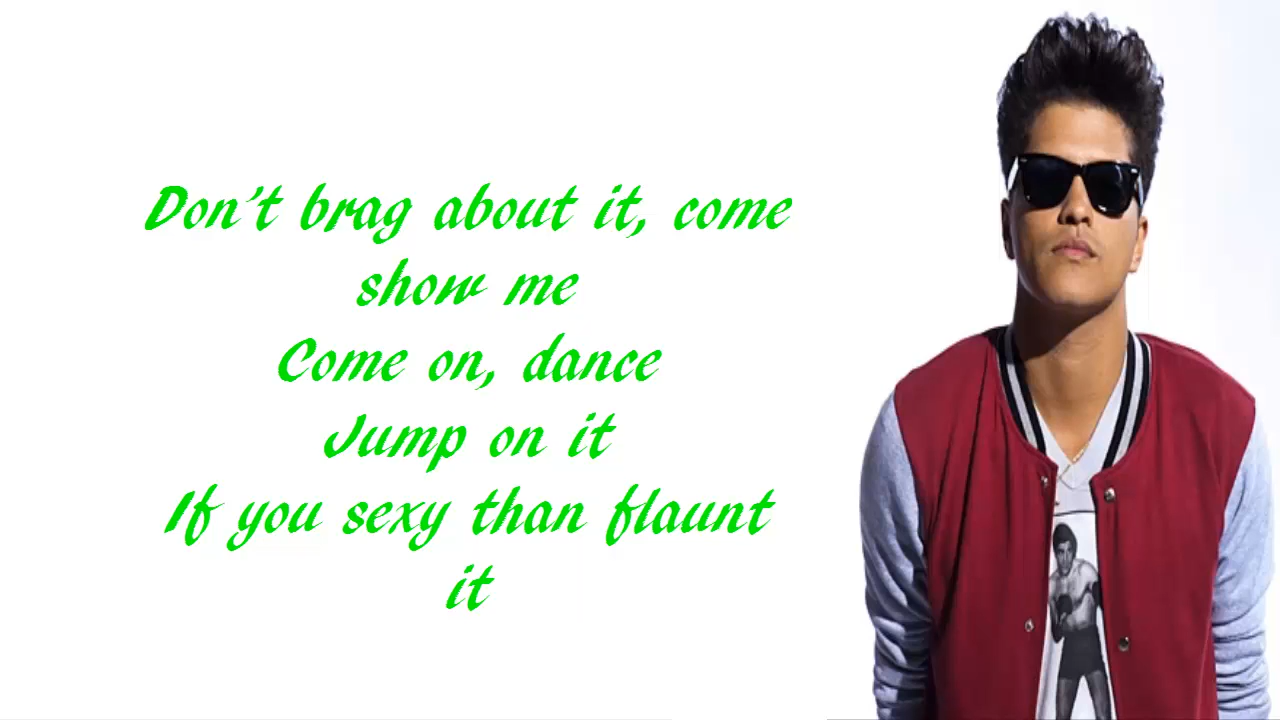 Don't brag about it, come
show me
Come on, dance
Jump on it
If you sexy than flaunt
it